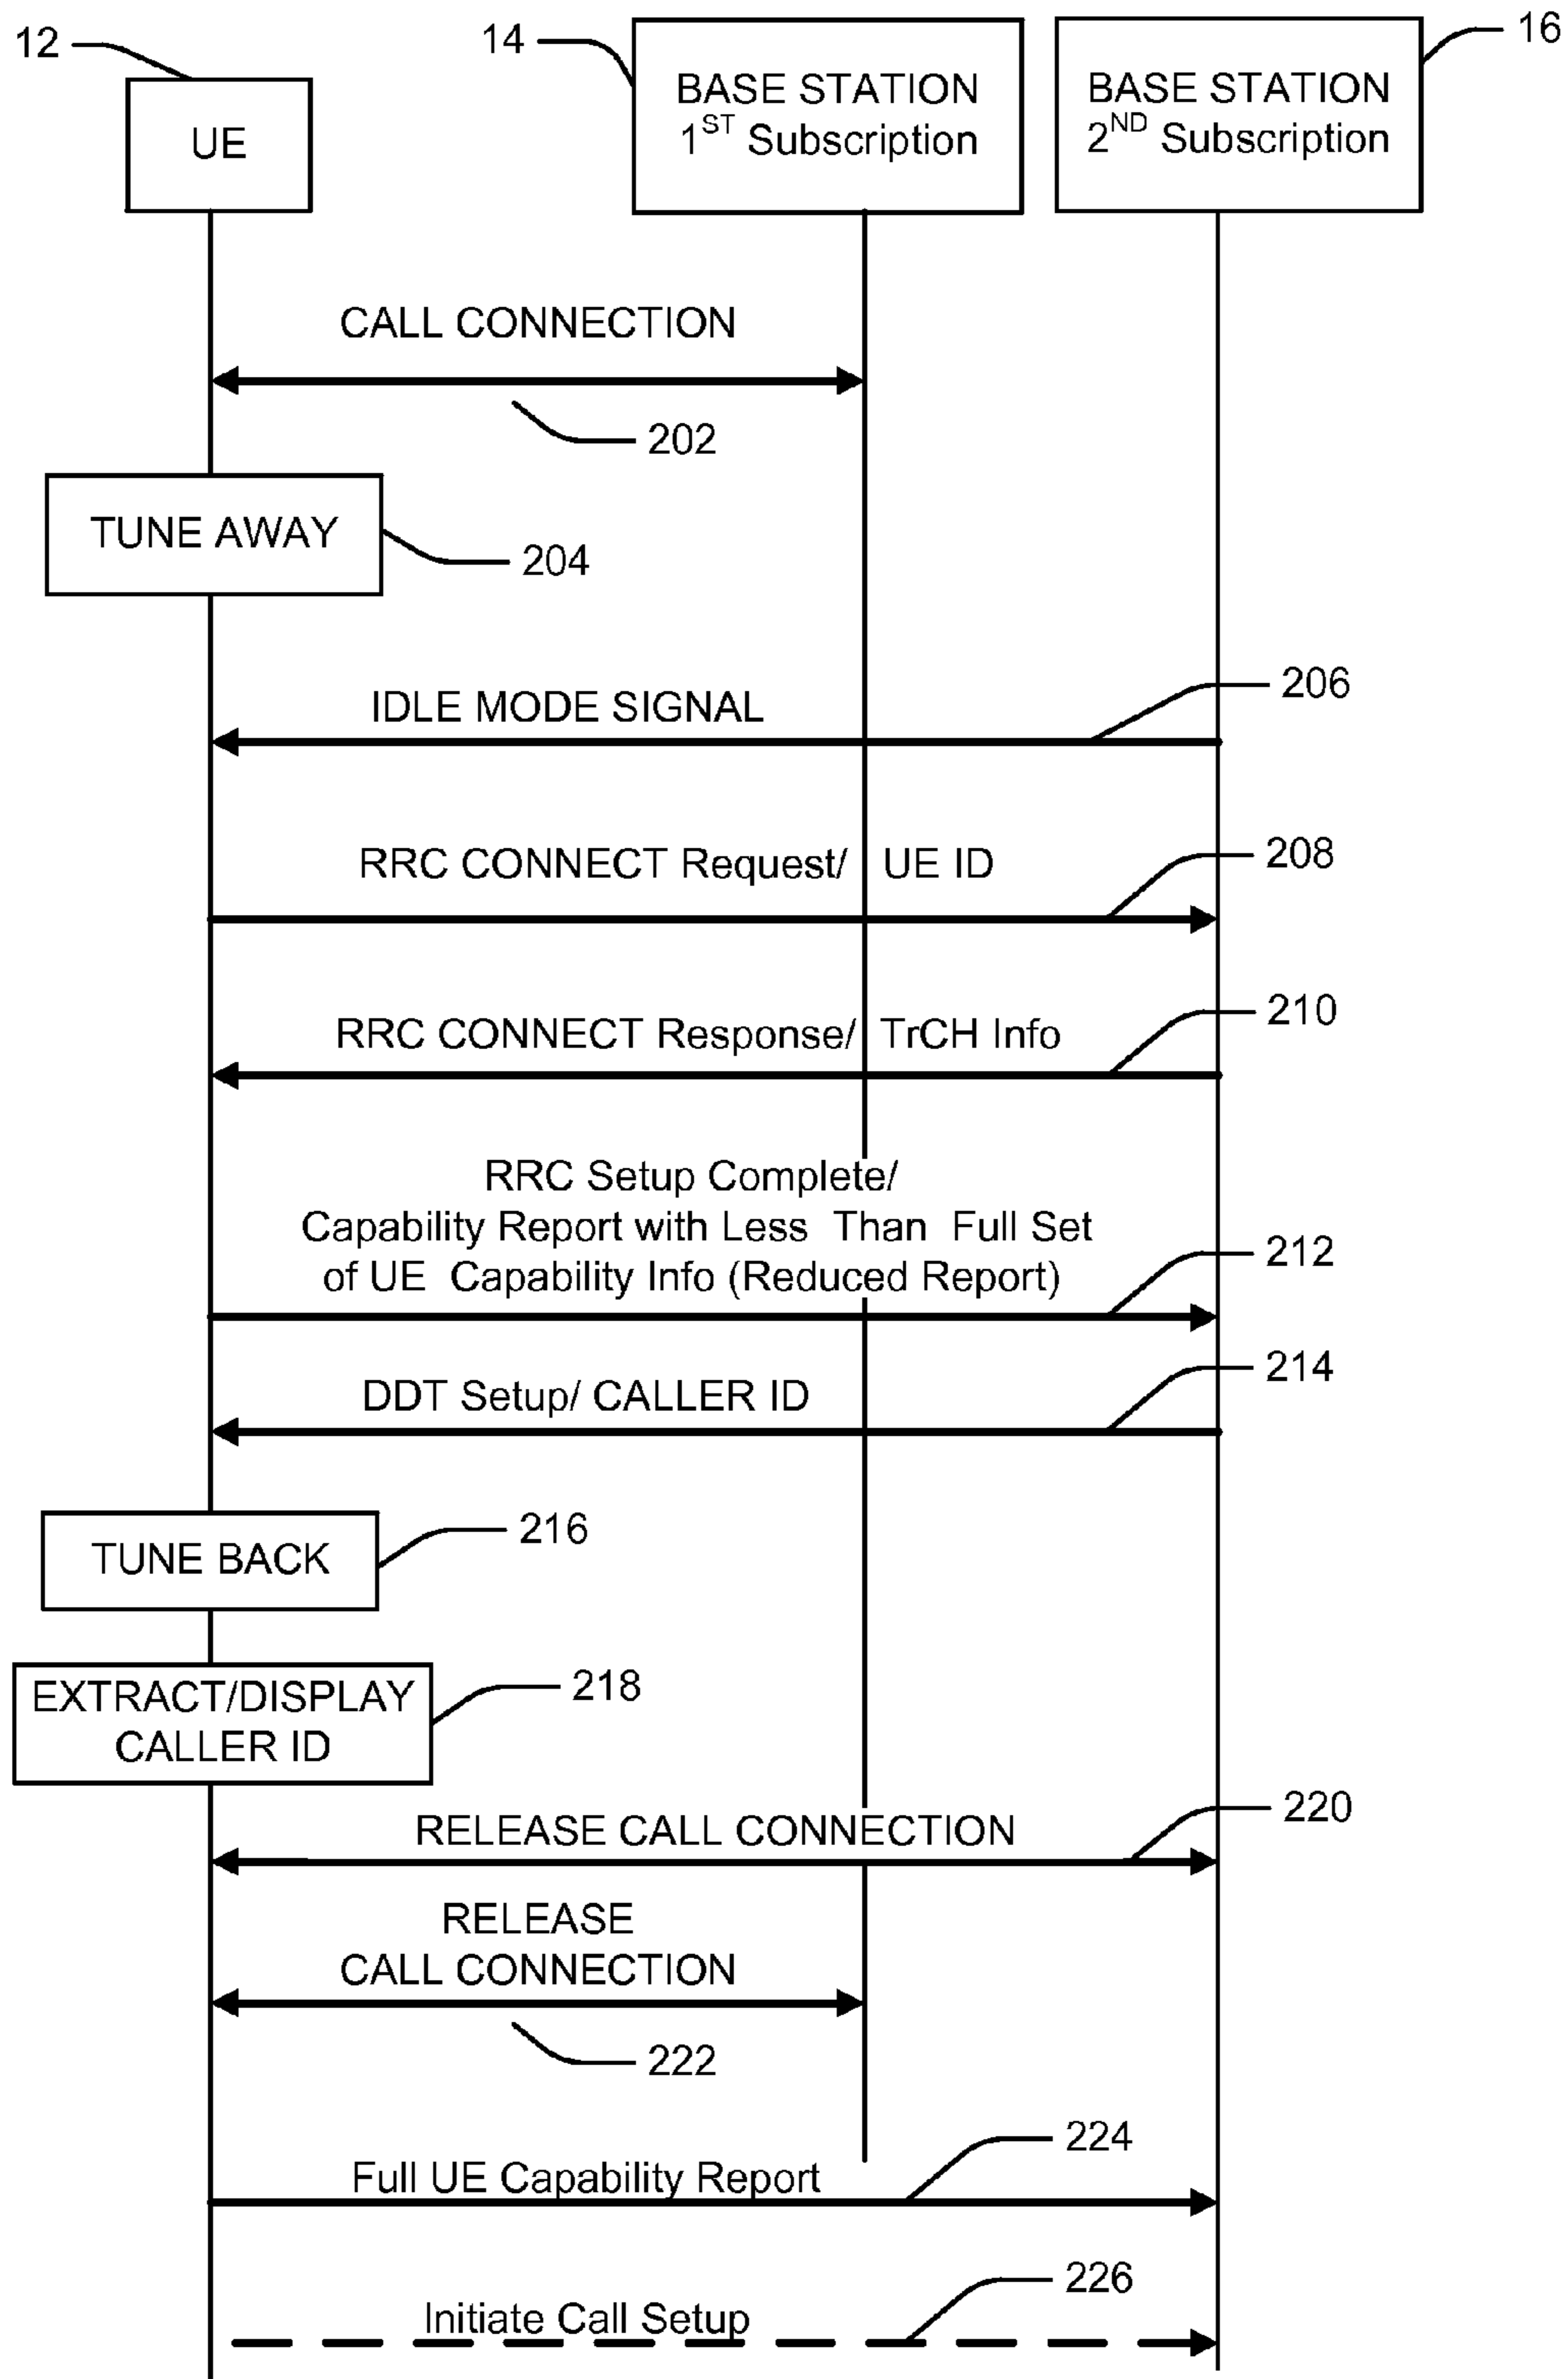 12
14
16
UE
BASE STATION
1ST Subscription
BASE STATION
2ND Subscription
CALL CONNECTION
202
TUNE AWAY
204
206
IDLE MODE SIGNAL
208
RRC CONNECT Request/ UE ID
210
RRC CONNECT Response/ TrCH Info
RRC Setup Complete/
Capability Report with Less Than Full Set
212
of UE Capability Info (Reduced Report)
214
DDT Setup/ CALLER ID
216
TUNE BACK
218
EXTRACT/DISPLAY
CALLER ID
220
RELEASE CALL CONNECTION
RELEASE
CALL CONNECTION
222
224
Full UE Capability Report
226
Initiate Call Setup